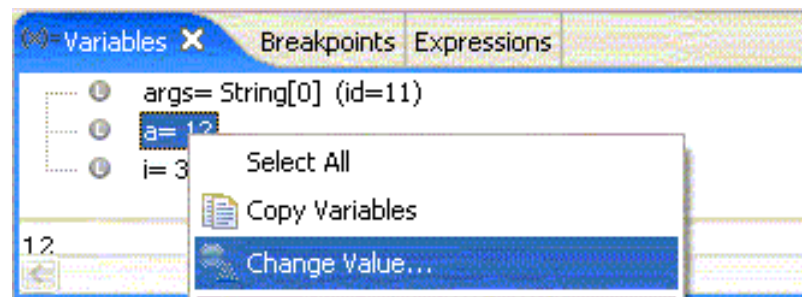 (x)= Variables Breakpoints Expressions
args= String[0] (id=11)
a= 12
i= 3
Select All
Copy Variables
12
Change Value...